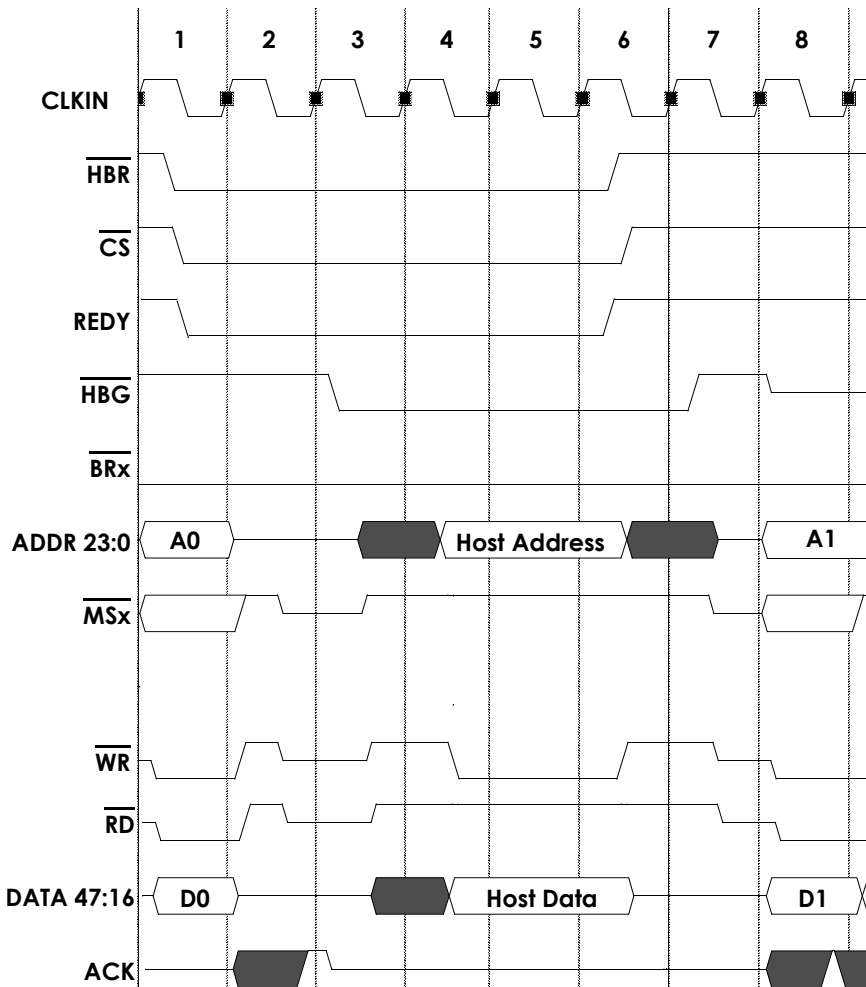 1 2 3 4 5 6 7 8
CLKIN
HBR
CS
REDY
HBG
BRx
ADDR 23:0 A0 Host Address A1
MSx
WR
RD
DATA 47:16 D0 Host Data D1
ACK